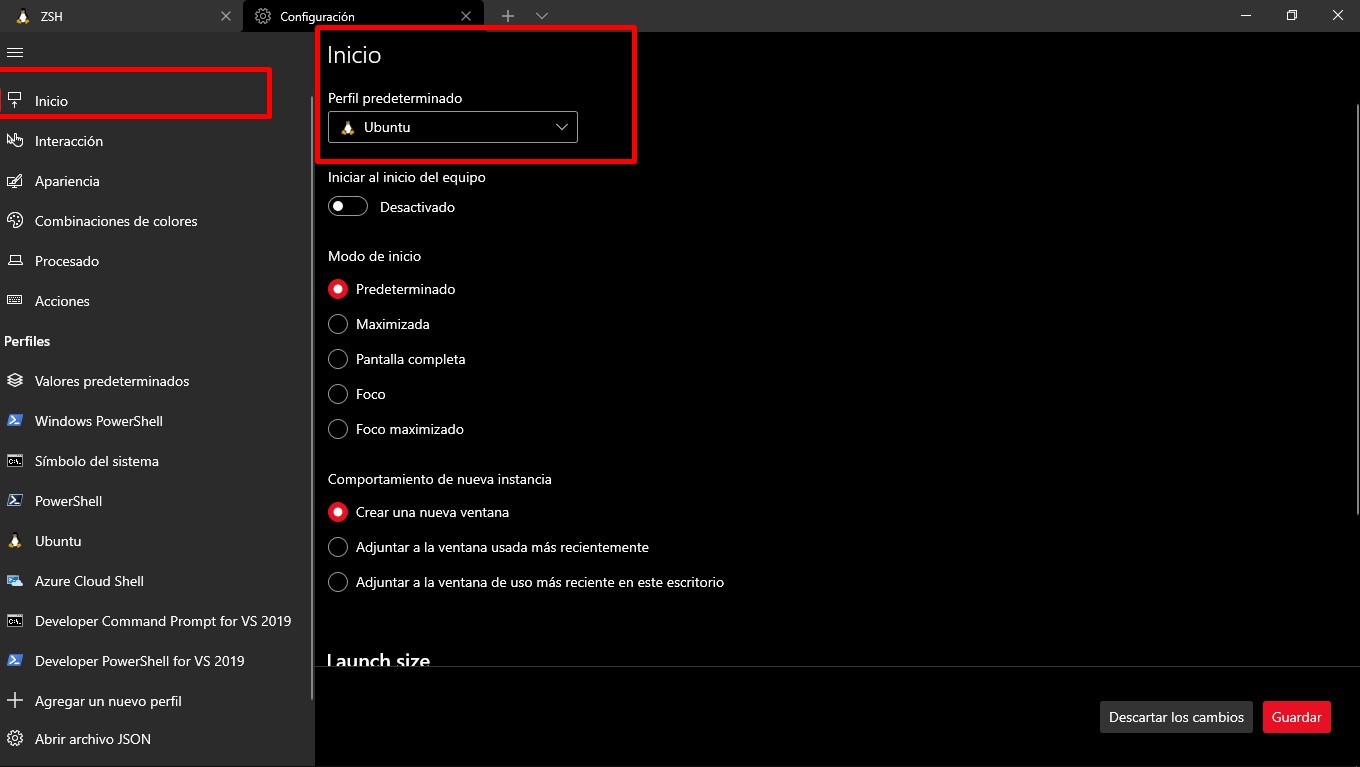 ZSH
Configuración
Inicio
Interacción
Apariencia
Combinaciones de colores
Procesado
Acciones
Perfiles
Valores predeterminados
Windows PowerShell
Símbolo del sistema
PowerShell
Ubuntu
Azure Cloud Shell
Developer Command Prompt for VS 2019
Developer PowerShell for VS 2019
Agregar un nuevo perfil
Abrir archivo JSON
Inicio
Perfil predeterminado
Ubuntu
Iniciar al inicio del equipo
Desactivado
Modo de inicio
Predeterminado
Maximizada
Pantalla completa
Foco
Foco maximizado
Comportamiento de nueva instancia
Crear una nueva ventana
Adjuntar a la ventana usada más recientemente
Adjuntar a la ventana de uso más reciente en este escritorio
Launch size
Descartar los cambios
Guardar